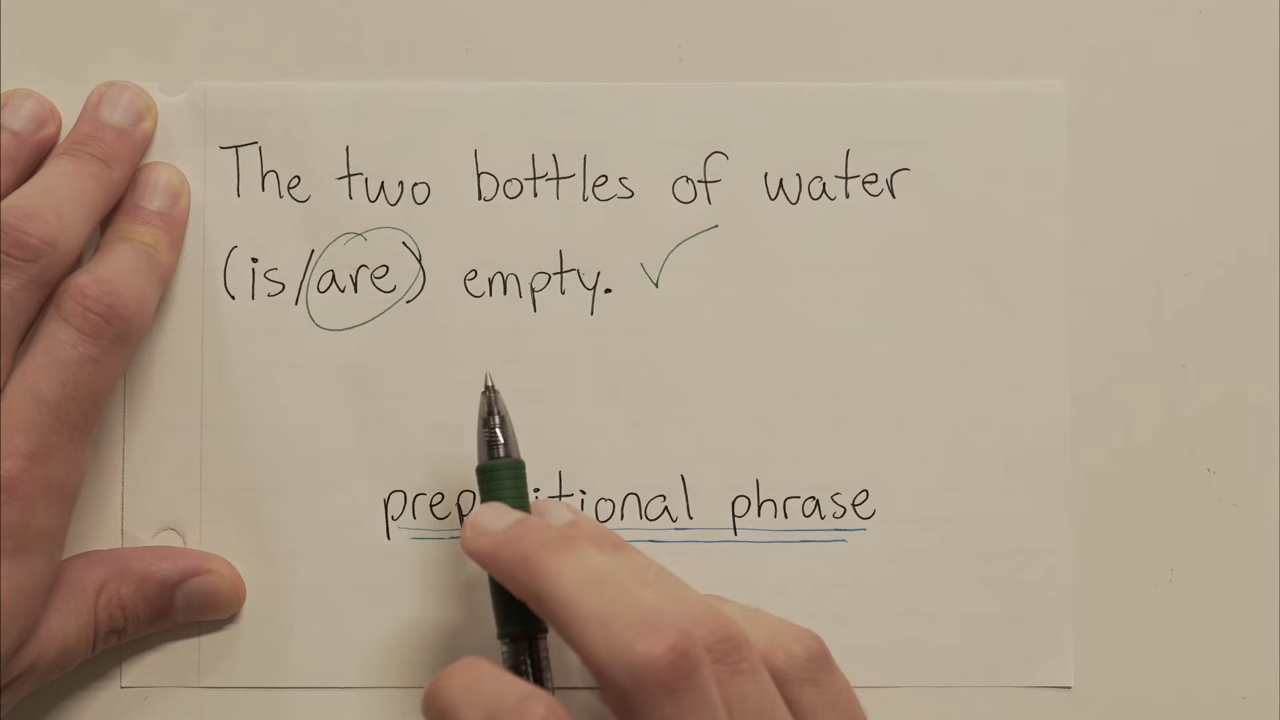 The two bottles of water
(is/are) empty. ✓
phrase